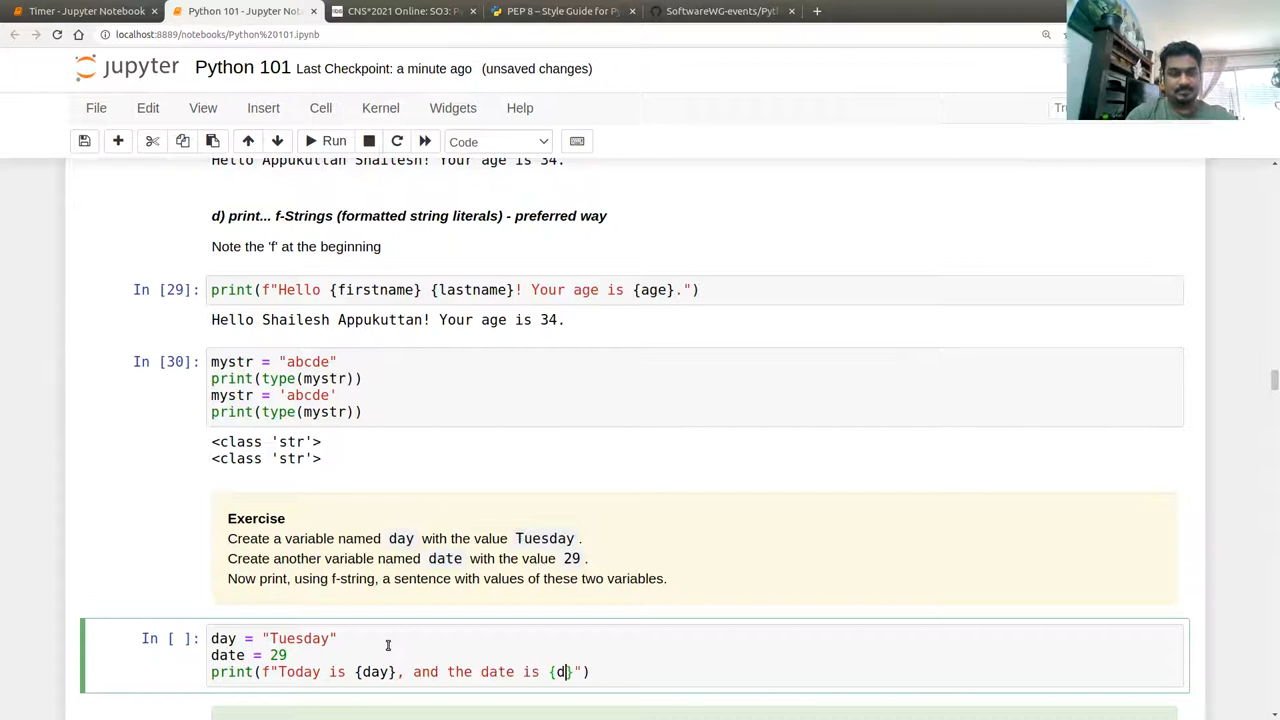 Timer - Jupyter Notebook
Python 101 - Jupyter Not
CNS*2021 Online: SO3: P
PEP 8 – Style Guide for Py
SoftwareWG-events/Pyt
localhost:8889/notebooks/Python%20101.ipynb
jupyter Python 101 Last Checkpoint: a minute ago (unsaved changes)
File Edit View Insert Cell Kernel Widgets Help
Run Code
Hello Appukuttan Shailesh! Your age is 34.
d) print... f-Strings (formatted string literals) - preferred way
Note the 'f' at the beginning
In [29]: print(f"Hello {firstname} {lastname}! Your age is {age}.")
Hello Shailesh Appukuttan! Your age is 34.
In [30]: mystr = "abcde"
print(type(mystr))
mystr = 'abcde'
print(type(mystr))
<class 'str'>
<class 'str'>
Exercise
Create a variable named day with the value Tuesday.
Create another variable named date with the value 29.
Now print, using f-string, a sentence with values of these two variables.
In [ ]: day = "Tuesday"
date = 29
print(f"Today is {day}, and the date is {d}")